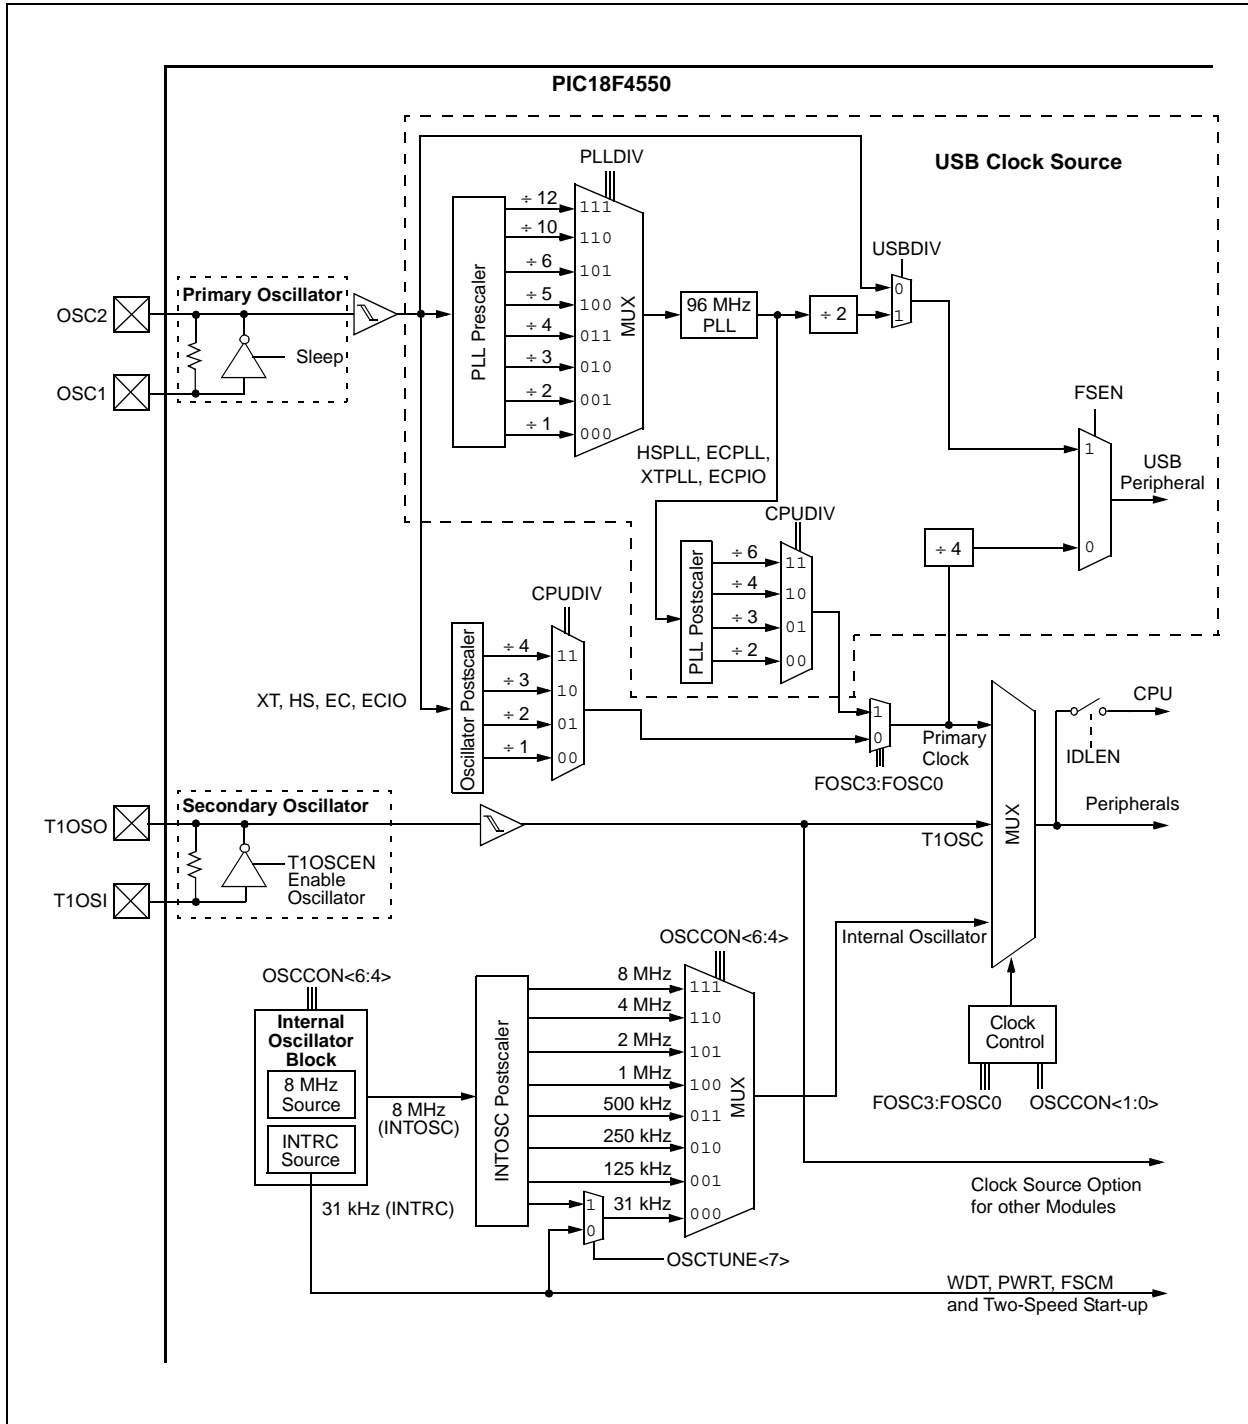 PIC18F4550
USB Clock Source
PLLDIV
÷ 12
111
÷ 10
110
÷ 6
101
÷ 5
100
÷ 4
011
÷ 3
010
÷ 2
001
÷ 1
000
PLL Prescaler
MUX
96 MHz
PLL
÷ 2
USBDIV
0
1
OSC2
OSC1
Primary Oscillator
Sleep
HSPLL, ECPLL,
XTPLL, ECPIO
FSEN
1
0
USB
Peripheral
÷ 4
CPUDIV
PLL Postscaler
÷ 6
11
÷ 4
10
÷ 3
01
÷ 2
00
CPUDIV
XT, HS, EC, ECIO
Oscillator Postscaler
÷ 4
11
÷ 3
10
÷ 2
01
÷ 1
00
1
0
FOSC3:FOSC0
Primary
Clock
MUX
CPU
IDLEN
Peripherals
T1OSO
T1OSI
Secondary Oscillator
T1OSCEN
Enable
Oscillator
T1OSC
Internal Oscillator
OSCCON<6:4>
Internal
Oscillator
Block
8 MHz
Source
INTRC
Source
8 MHz
(INTOSC)
31 kHz (INTRC)
INTOSC Postscaler
OSCCON<6:4>
8 MHz
111
4 MHz
110
2 MHz
101
1 MHz
100
500 kHz
011
250 kHz
010
125 kHz
001
31 kHz
000
MUX
1
0
OSCTUNE<7>
Clock
Control
FOSC3:FOSC0
OSCCON<1:0>
Clock Source Option
for other Modules
WDT, PWRT, FSCM
and Two-Speed Start-up